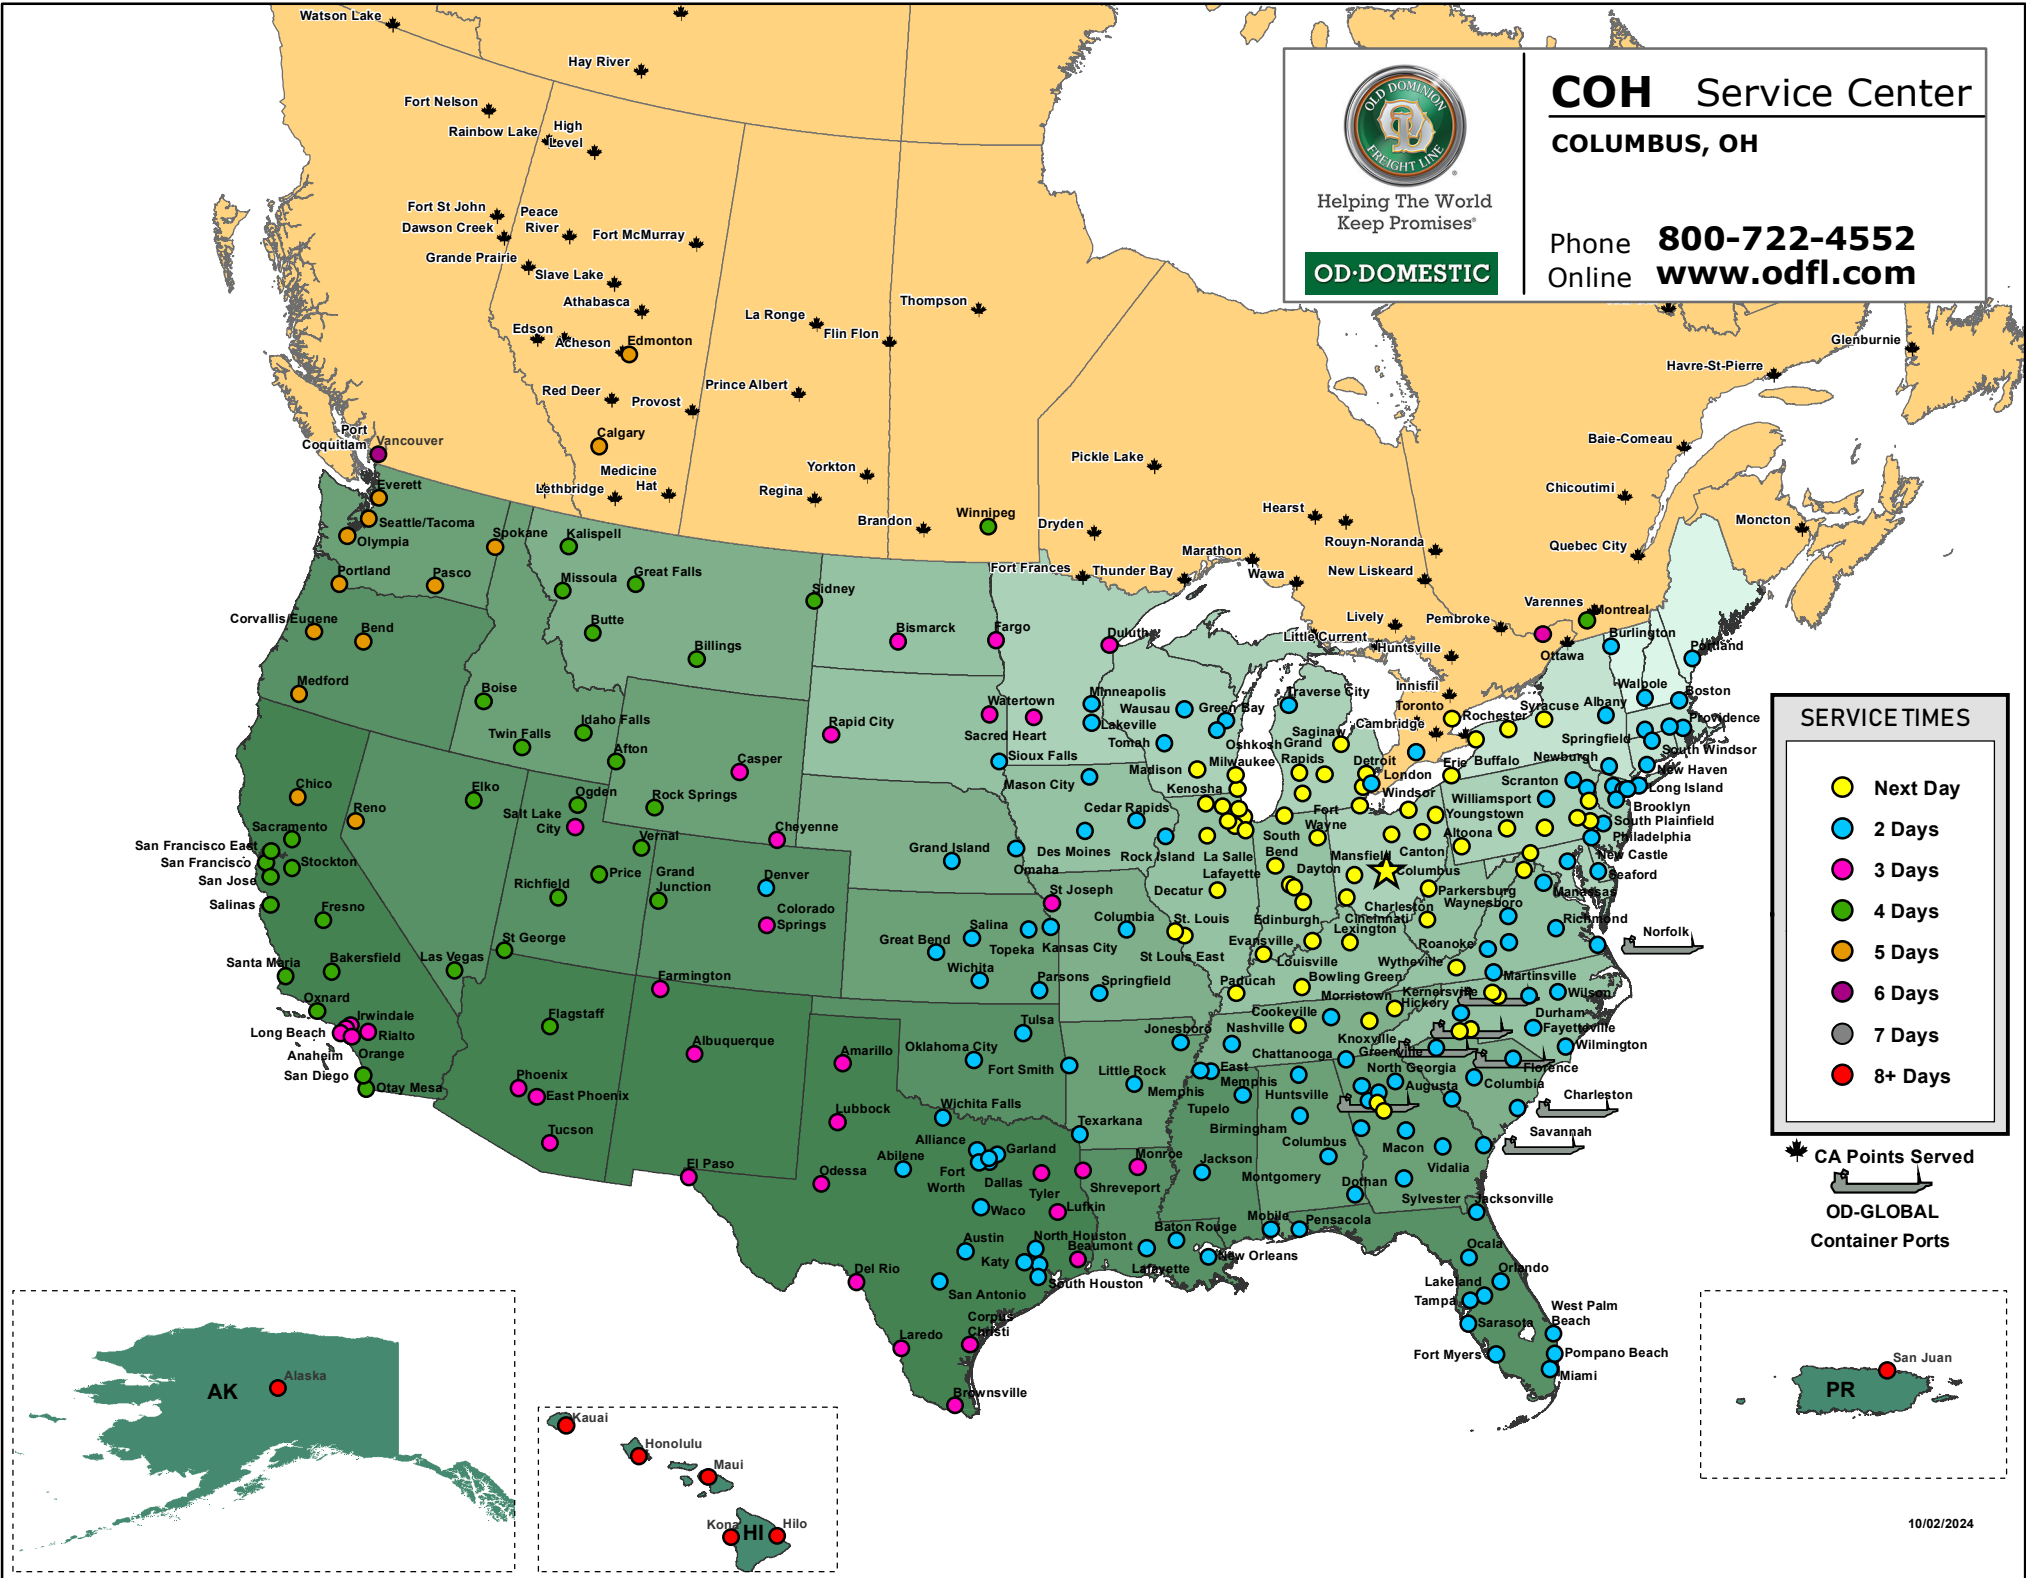 Watson Lake
Hay River
Fort Nelson
Rainbow Lake
High
Level
Fort St John
Dawson Creek
Peace
River
Fort McMurray
Grande Prairie
Slave Lake
Athabasca
Edson
Acheson
Edmonton
La Ronge
Flin Flon
Thompson
Red Deer
Provost
Prince Albert
Calgary
Port
Coquitlam
Vancouver
Medicine
Hat
Lethbridge
Yorkton
Regina
Brandon
Winnipeg
Pickle Lake
Dryden
Fort Frances
Thunder Bay
Marathon
Wawa
Hearst
Rouyn-Noranda
New Liskeard
Lively
Little Current
Pembroke
Huntsville
Innisfil
Toronto
Cambridge
London
Ottawa
Varennes
Montreal
Quebec City
Chicoutimi
Baie-Comeau
Havre-St-Pierre
Glenburnie
Moncton
OLD DOMINION
FREIGHT LINE
Helping The World
Keep Promises®
OD·DOMESTIC
COH Service Center
COLUMBUS, OH
Phone 800-722-4552
Online www.odfl.com
Everett
Seattle/Tacoma
Olympia
Spokane
Portland
Pasco
Corvallis/Eugene
Bend
Medford
Kalispell
Missoula
Great Falls
Butte
Billings
Sidney
Boise
Idaho Falls
Twin Falls
Afton
Casper
Rock Springs
Cheyenne
Chico
Reno
Elko
Ogden
Salt Lake
City
Vernal
Price
Richfield
Grand
Junction
St George
Las Vegas
Sacramento
San Francisco East
San Francisco
Stockton
San Jose
Salinas
Fresno
Santa Maria
Bakersfield
Oxnard
Irwindale
Long Beach
Rialto
Anaheim
Orange
San Diego
Otay Mesa
Flagstaff
Phoenix
East Phoenix
Tucson
Farmington
Albuquerque
El Paso
Denver
Colorado
Springs
Bismarck
Fargo
Duluth
Rapid City
Watertown
Sacred Heart
Sioux Falls
Minneapolis
Lakeville
Wausau
Green Bay
Tomah
Oshkosh
Madison
Milwaukee
Kenosha
Mason City
Cedar Rapids
Des Moines
Rock Island
Grand Island
Omaha
St Joseph
Salina
Topeka
Kansas City
Columbia
Great Bend
Wichita
Parsons
Springfield
St. Louis
St Louis East
La Salle
Decatur
Traverse City
Saginaw
Grand
Rapids
Detroit
Windsor
Fort
Wayne
South
Bend
Lafayette
Edinburgh
Evansville
Mansfield
Canton
Dayton
Columbus
Cincinnati
Youngstown
Parkersburg
Charleston
Lexington
Louisville
Bowling Green
Paducah
Erie
Buffalo
Rochester
Syracuse
Albany
Burlington
Portland
Walpole
Boston
Providence
Springfield
South Windsor
New Haven
Newburgh
Long Island
Brooklyn
Scranton
Williamsport
Altoona
South Plainfield
Philadelphia
New Castle
Seaford
Manassas
Waynesboro
Richmond
Norfolk
Roanoke
Wytheville
Martinsville
Kernersville
Hickory
Wilson
Durham
Fayetteville
Wilmington
Morristown
Cookeville
Nashville
Knoxville
Chattanooga
Greenville
Florence
Columbia
Charleston
Savannah
North Georgia
Augusta
Macon
Vidalia
Columbus
Sylvester
Huntsville
Birmingham
Montgomery
Dothan
Mobile
Pensacola
Tulsa
Oklahoma City
Fort Smith
Little Rock
Jonesboro
East
Memphis
Memphis
Tupelo
Jackson
Texarkana
Monroe
Shreveport
Baton Rouge
Lafayette
New Orleans
Amarillo
Lubbock
Odessa
Wichita Falls
Abilene
Alliance
Garland
Fort
Worth
Dallas
Tyler
Lufkin
Waco
Austin
North Houston
Beaumont
Katy
South Houston
San Antonio
Del Rio
Corpus
Christi
Laredo
Brownsville
Jacksonville
Ocala
Orlando
Lakeland
Tampa
Sarasota
Fort Myers
West Palm
Beach
Pompano Beach
Miami
SERVICE TIMES
Next Day
2 Days
3 Days
4 Days
5 Days
6 Days
7 Days
8+ Days
CA Points Served
OD-GLOBAL
Container Ports
AK
Alaska
Kauai
Honolulu
Maui
Kona
HI
Hilo
San Juan
PR
10/02/2024